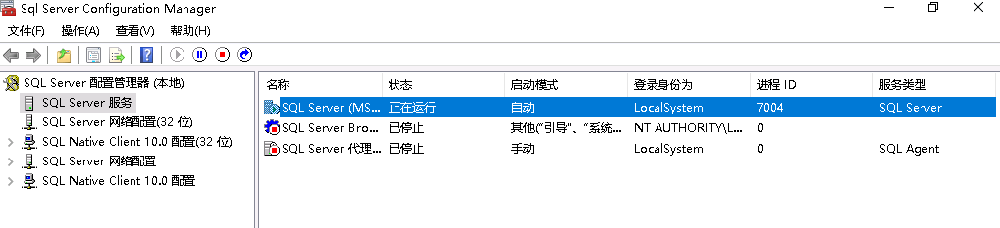 Sql Server Configuration Manager
文件(F) 操作(A) 查看(V) 帮助(H)
SQL Server 配置管理器 (本地)
SQL Server 服务
SQL Server 网络配置(32 位)
SQL Native Client 10.0 配置(32 位)
SQL Server 网络配置
SQL Native Client 10.0 配置
名称 状态 启动模式 登录身份为 进程 ID 服务类型
SQL Server (MS... 正在运行 自动 LocalSystem 7004 SQL Server
SQL Server Bro... 已停止 其他("引导"、"系统... NT AUTHORITY\L... 0
SQL Server 代理... 已停止 手动 LocalSystem 0 SQL Agent